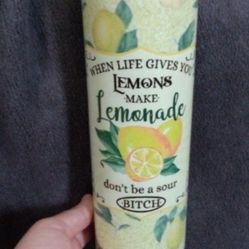 WHEN LIFE GIVES YOU
LEMONS
MAKE
Lemonade
don't be a sour
BITCH